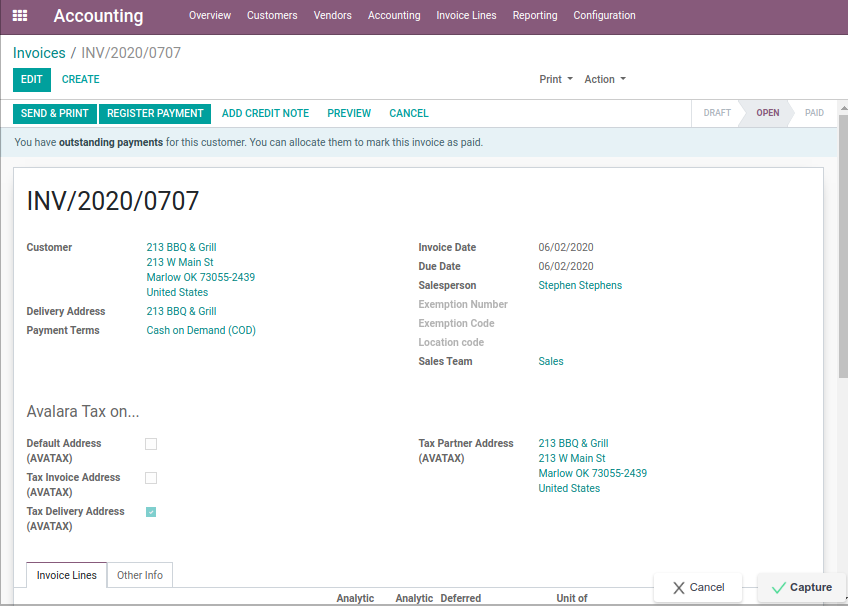 Accounting Overview Customers Vendors Accounting Invoice Lines Reporting Configuration
Invoices / INV/2020/0707
EDIT CREATE Print Action
SEND & PRINT REGISTER PAYMENT ADD CREDIT NOTE PREVIEW CANCEL DRAFT OPEN PAID
You have outstanding payments for this customer. You can allocate them to mark this invoice as paid.
INV/2020/0707
Customer 213 BBQ & Grill
213 W Main St
Marlow OK 73055-2439
United States
Delivery Address 213 BBQ & Grill
Payment Terms Cash on Demand (COD)
Invoice Date 06/02/2020
Due Date 06/02/2020
Salesperson Stephen Stephens
Exemption Number
Exemption Code
Location code
Sales Team Sales
Avalara Tax on...
Default Address
(AVATAX)
Tax Invoice Address
(AVATAX)
Tax Delivery Address
(AVATAX)
Tax Partner Address 213 BBQ & Grill
(AVATAX) 213 W Main St
Marlow OK 73055-2439
United States
Invoice Lines Other Info
Cancel Capture
Analytic Analytic Deferred Unit of